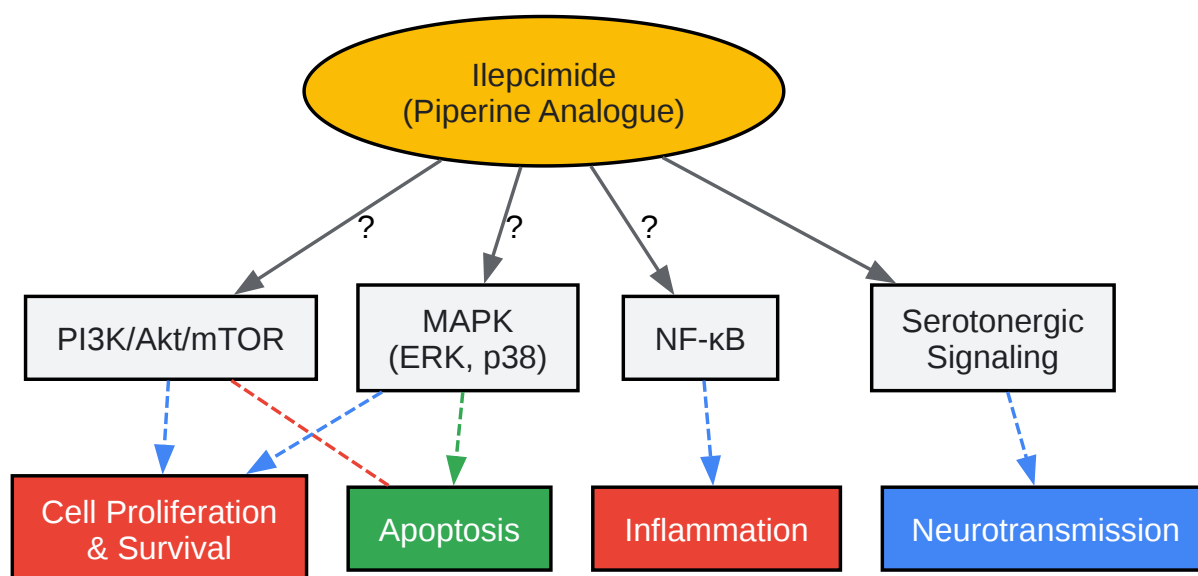 Ilepcimide
(Piperine Analogue)
?
?
?
PI3K/Akt/mTOR
MAPK
(ERK, p38)
NF-κB
Serotonergic
Signaling
Cell Proliferation
& Survival
Apoptosis
Inflammation
Neurotransmission